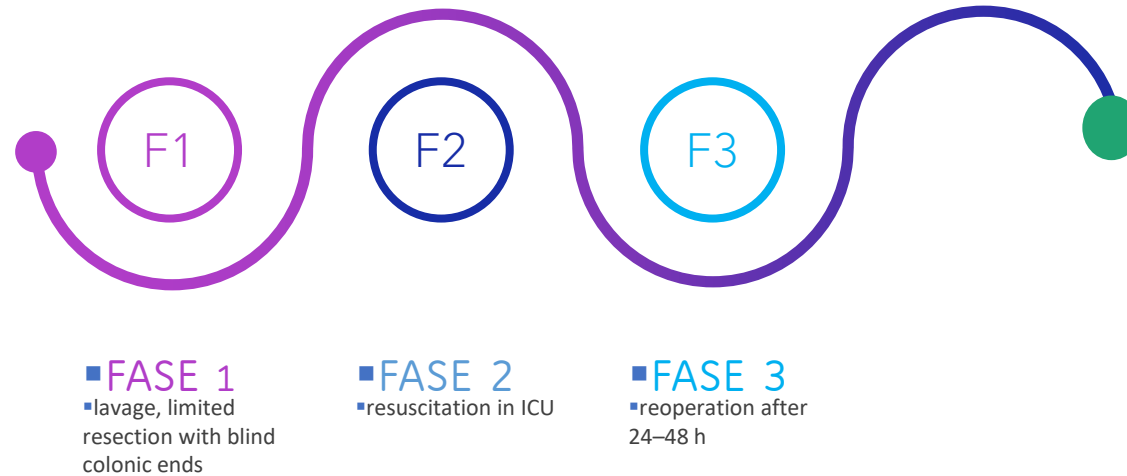 F1
F2
F3
FASE 1
lavage, limited
resection with blind
colonic ends
FASE 2
resuscitation in ICU
FASE 3
reoperation after
24–48 h